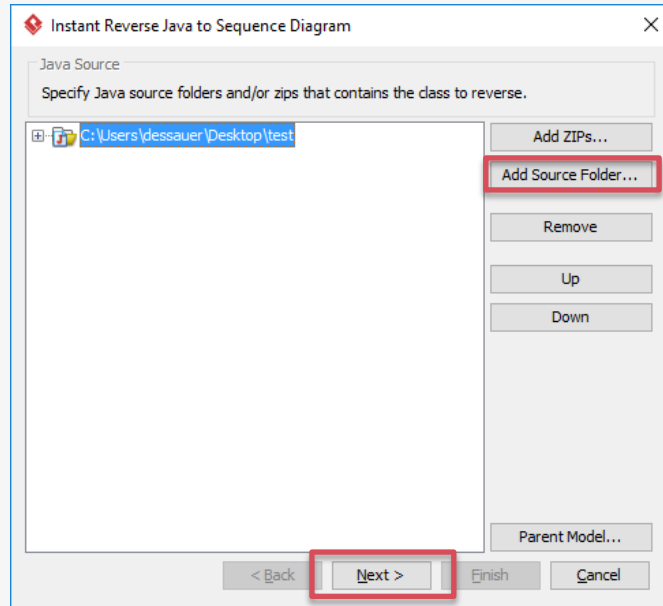 Instant Reverse Java to Sequence Diagram
Java Source
Specify Java source folders and/or zips that contains the class to reverse.
C:\Users\dessauer\Desktop\test
Add ZIPs...
Add Source Folder...
Remove
Up
Down
Parent Model...
< Back
Next >
Finish
Cancel